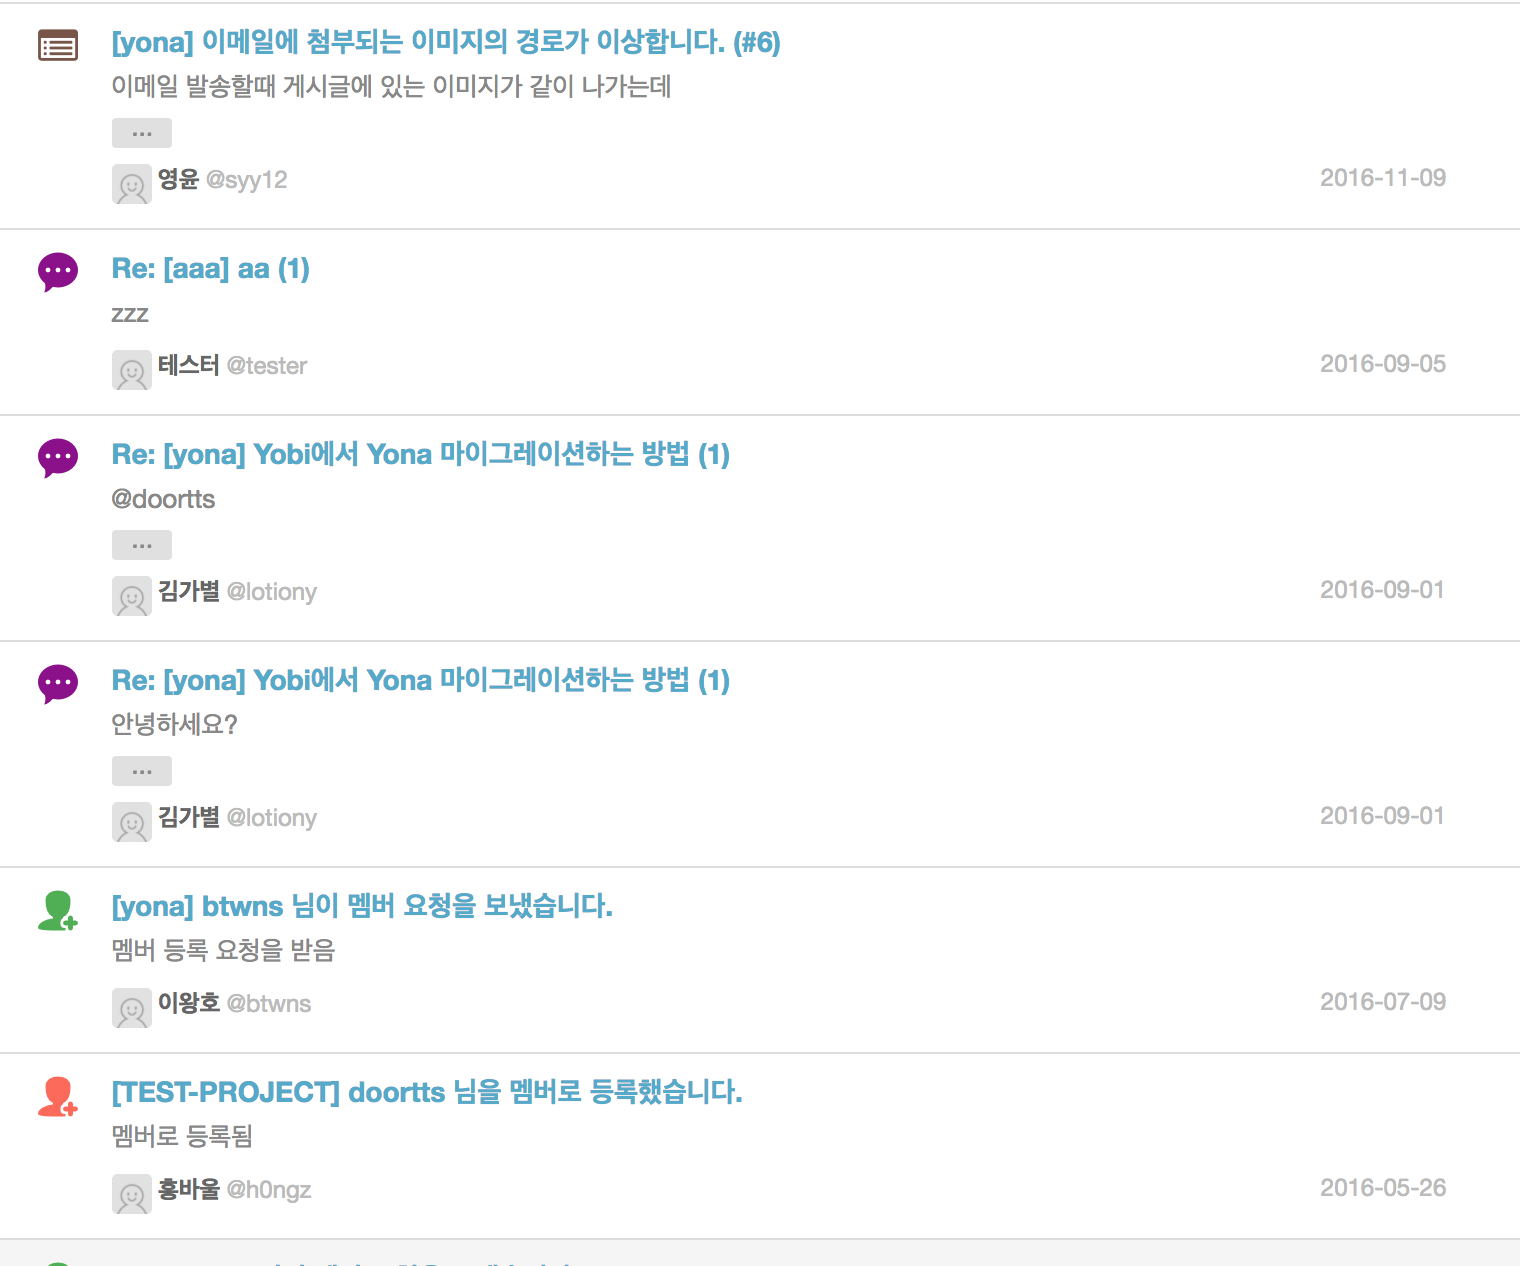 [yona] 이메일에 첨부되는 이미지의 경로가 이상합니다. (#6)
이메일 발송할때 게시글에 있는 이미지가 같이 나가는데
...
영윤 @syy12
2016-11-09
Re: [aaa] aa (1)
zzz
테스터 @tester
2016-09-05
Re: [yona] Yobi에서 Yona 마이그레이션하는 방법 (1)
@doortts
...
김가별 @lotiony
2016-09-01
Re: [yona] Yobi에서 Yona 마이그레이션하는 방법 (1)
안녕하세요?
...
김가별 @lotiony
2016-09-01
[yona] btwns 님이 멤버 요청을 보냈습니다.
멤버 등록 요청을 받음
이왕호 @btwns
2016-07-09
[TEST-PROJECT] doortts 님을 멤버로 등록했습니다.
멤버로 등록됨
홍바울 @h0ngz
2016-05-26